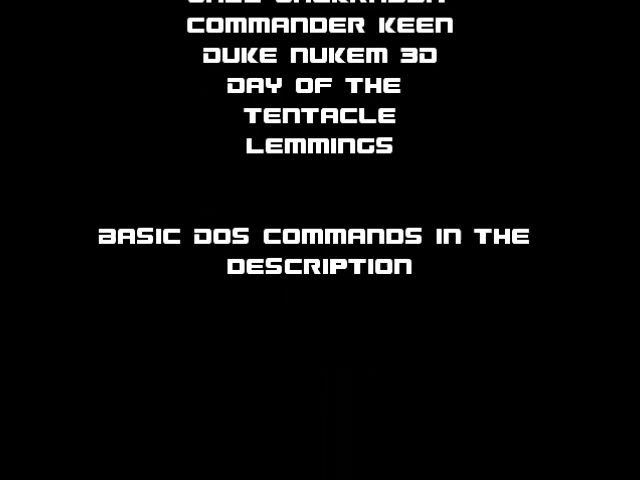 COMMANDER KEEN
DUKE NUKEM 3D
DAY OF THE
TENTACLE
LEMMINGS
BASIC DOS COMMANDS IN THE
DESCRIPTION